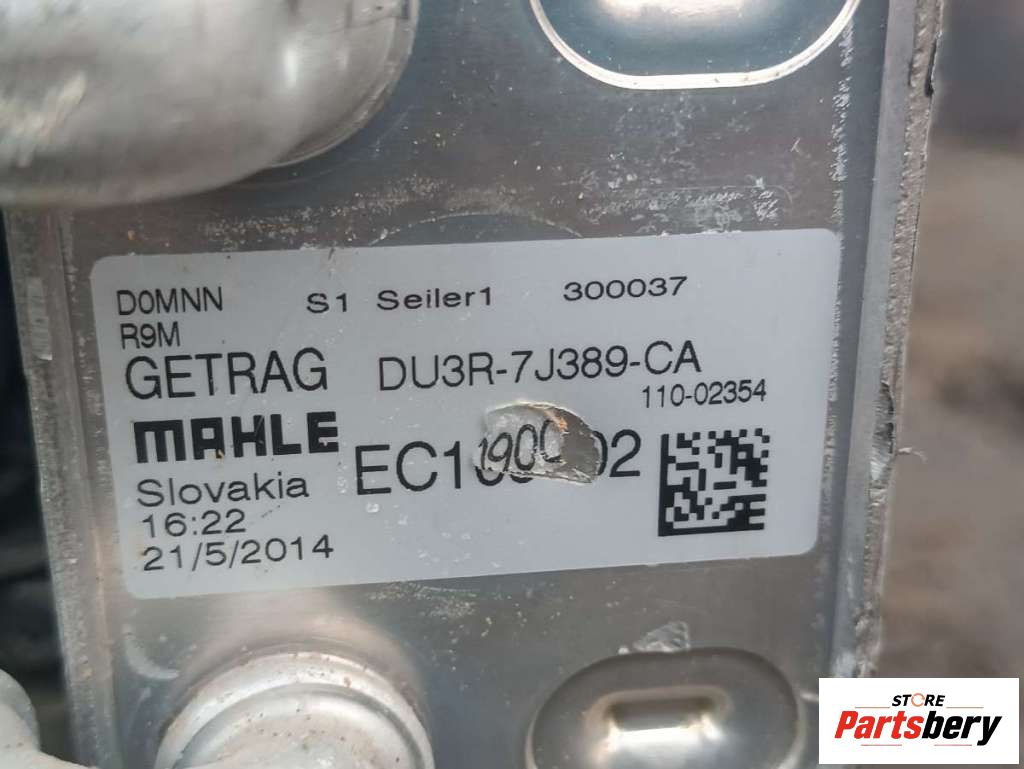 D0MNN S1 Seiler1 300037
R9M
GETRAG DU3R-7J389-CA
110-02354
MAHLE
Slovakia
16:22
21/5/2014
STORE
Partsbery